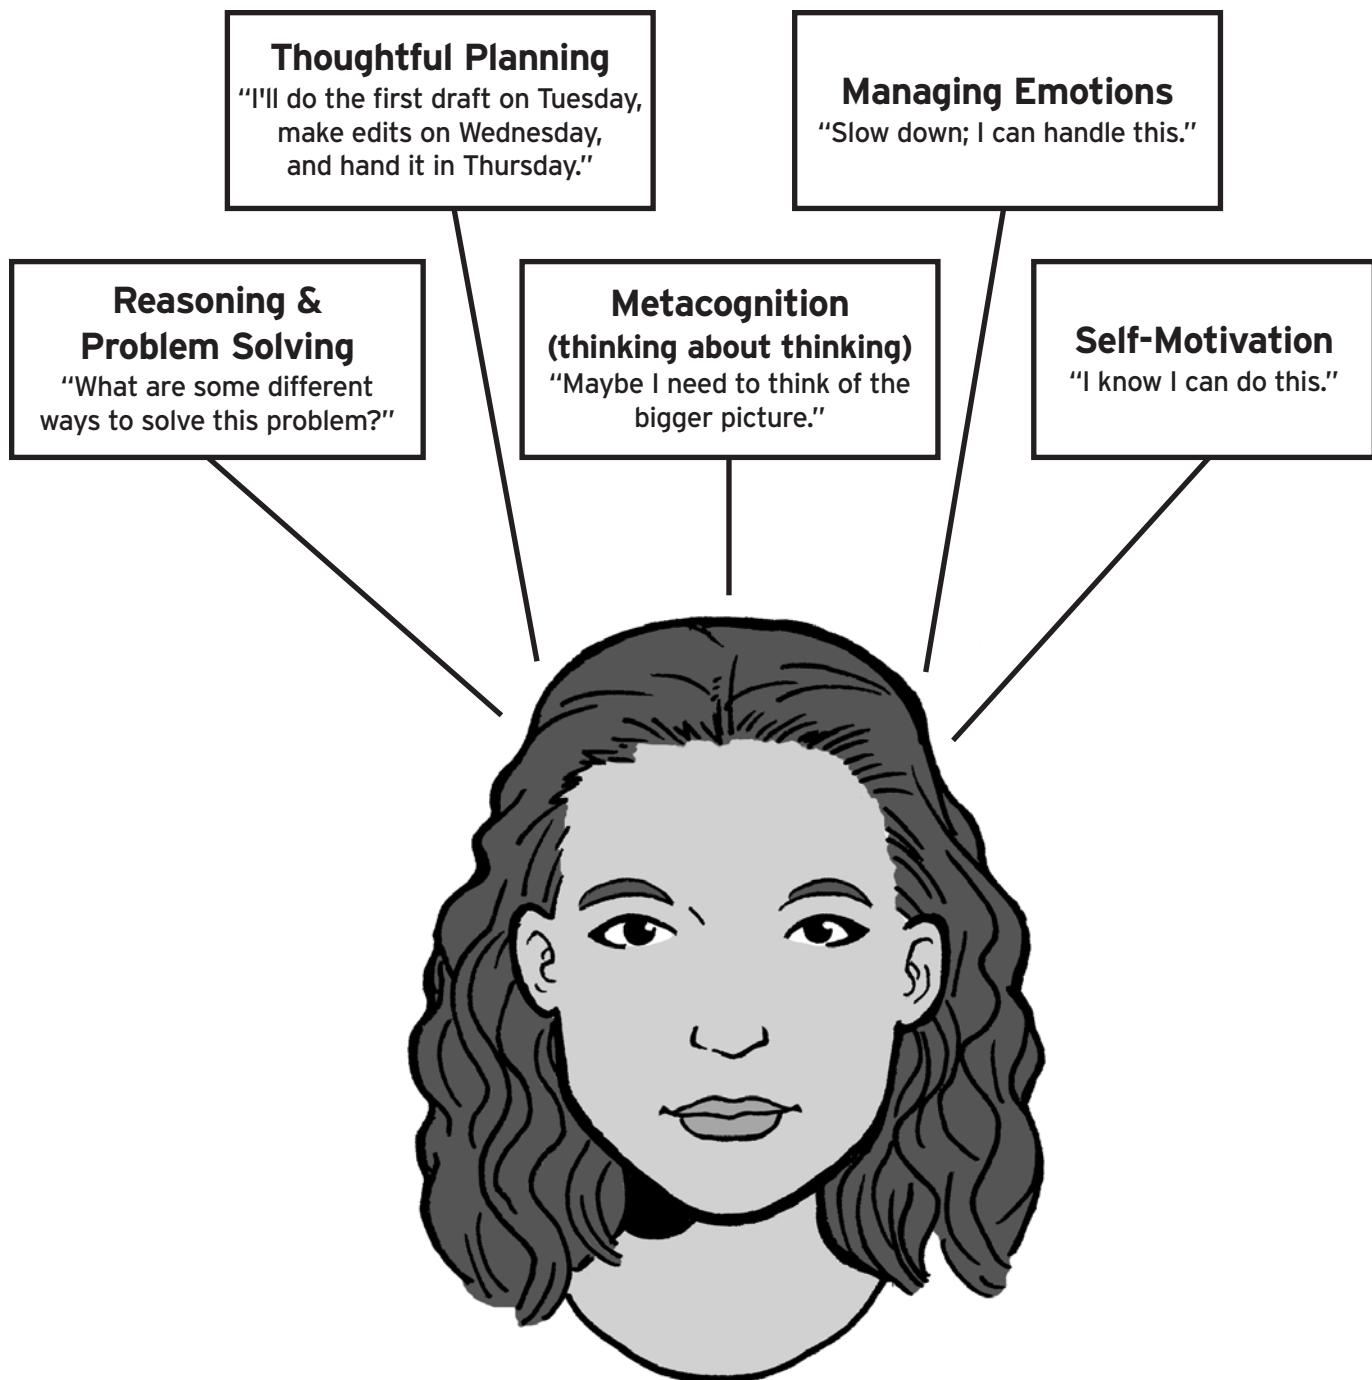 Thoughtful Planning
“I'll do the first draft on Tuesday,
make edits on Wednesday,
and hand it in Thursday.”
Managing Emotions
“Slow down; I can handle this.”
Reasoning &
Problem Solving
“What are some different
ways to solve this problem?”
Metacognition
(thinking about thinking)
“Maybe I need to think of the
bigger picture.”
Self-Motivation
“I know I can do this.”